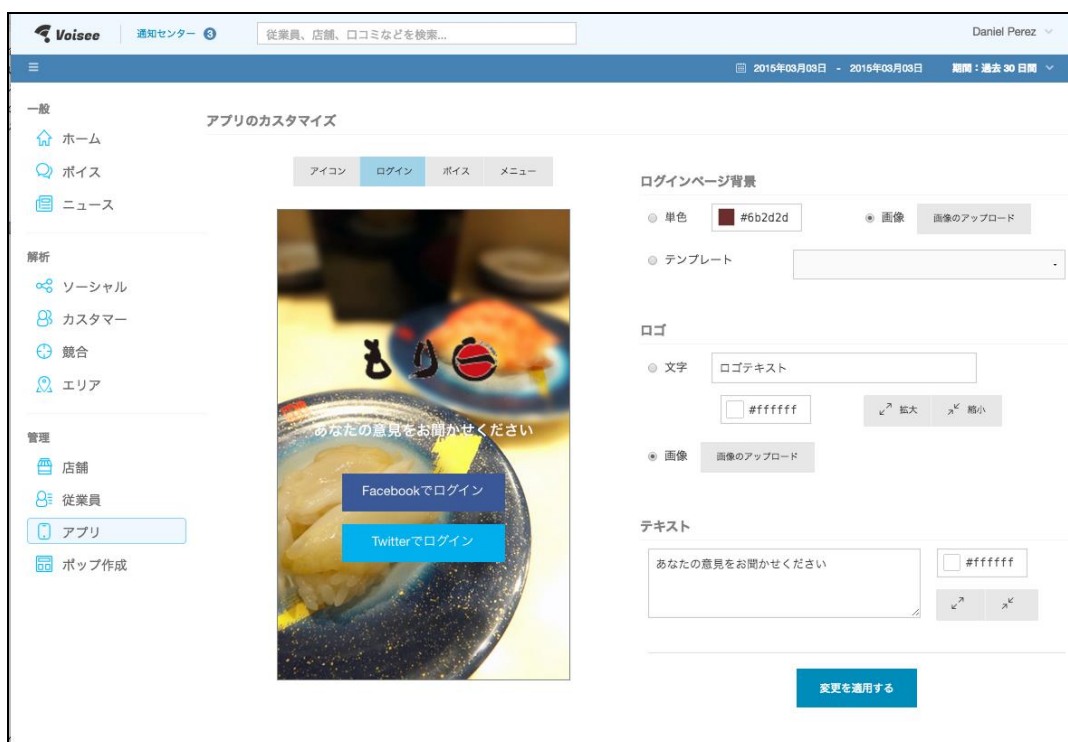 Voisee 通知センター 3 従業員、店舗、口コミなどを検索... Daniel Perez
2015年03月03日 - 2015年03月03日 期間：過去 30 日間
一般
ホーム
ボイス
ニュース
解析
ソーシャル
カスタマー
競合
エリア
管理
店舗
従業員
アプリ
ポップ作成
アプリのカスタマイズ
アイコン ログイン ボイス メニュー
もり
あなたの意見をお聞かせください
Facebookでログイン
Twitterでログイン
ログインページ背景
単色 #6b2d2d 画像 画像のアップロード
テンプレート -
ロゴ
文字 ロゴテキスト
#ffffff 拡大 縮小
画像 画像のアップロード
テキスト
あなたの意見をお聞かせください #ffffff
変更を適用する